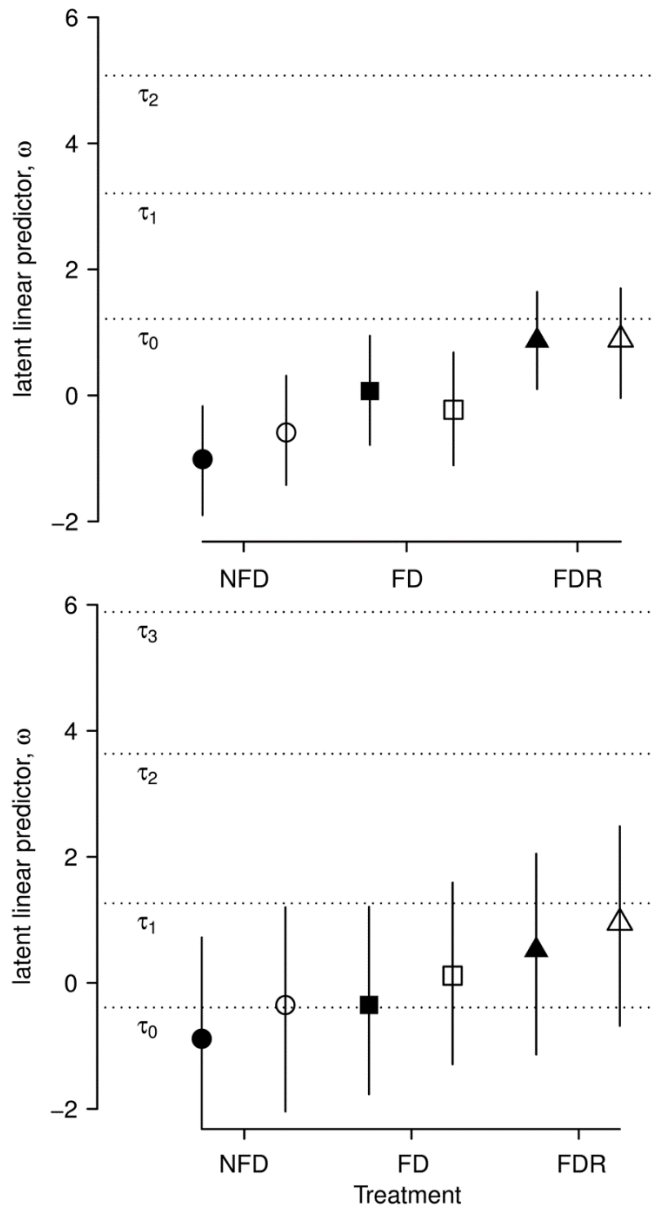 6
τ2
4
τ1
2
τ0
0
−2
latent linear predictor, ω
NFD FD FDR
6
τ3
4
τ2
2
τ1
0
τ0
−2
latent linear predictor, ω
NFD FD FDR
Treatment